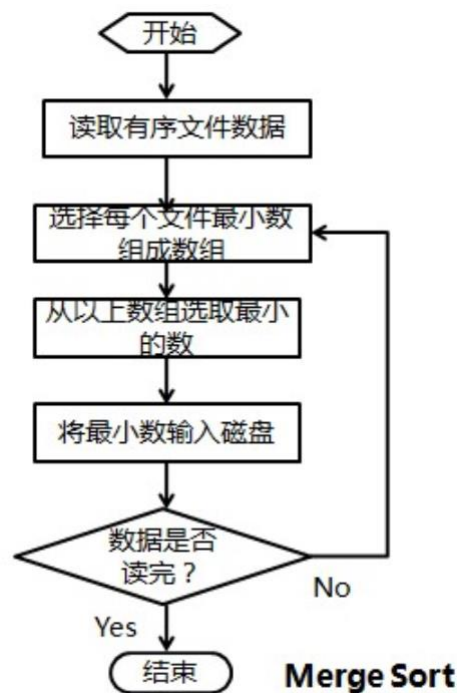 开始
读取有序文件数据
选择每个文件最小数
组成数组
从以上数组选取最小
的数
将最小数输入磁盘
数据是否
读完？
No
Yes
结束
Merge Sort